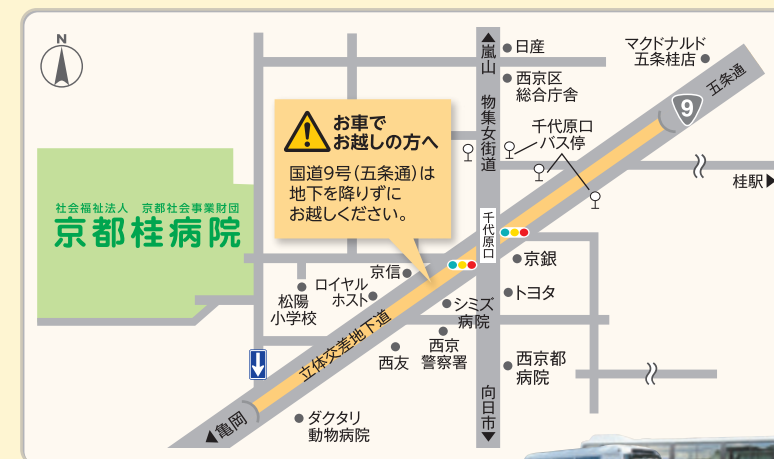 N
▲嵐山
日産
西京区
総合庁舎
マクドナルド
五条桂店
五条通
9
物集女街道
千代原口
バス停
桂駅▶
お車で
お越しの方へ
国道9号(五条通)は
地下を降りずに
お越しください。
社会福祉法人 京都社会事業財団
京都桂病院
千代原口
京銀
京信
ロイヤル
ホスト
松陽
小学校
トヨタ
シミズ
病院
立体交差地下道
西京
警察署
西友
西京都
病院
向日市▼
▲亀岡
ダクタリ
動物病院